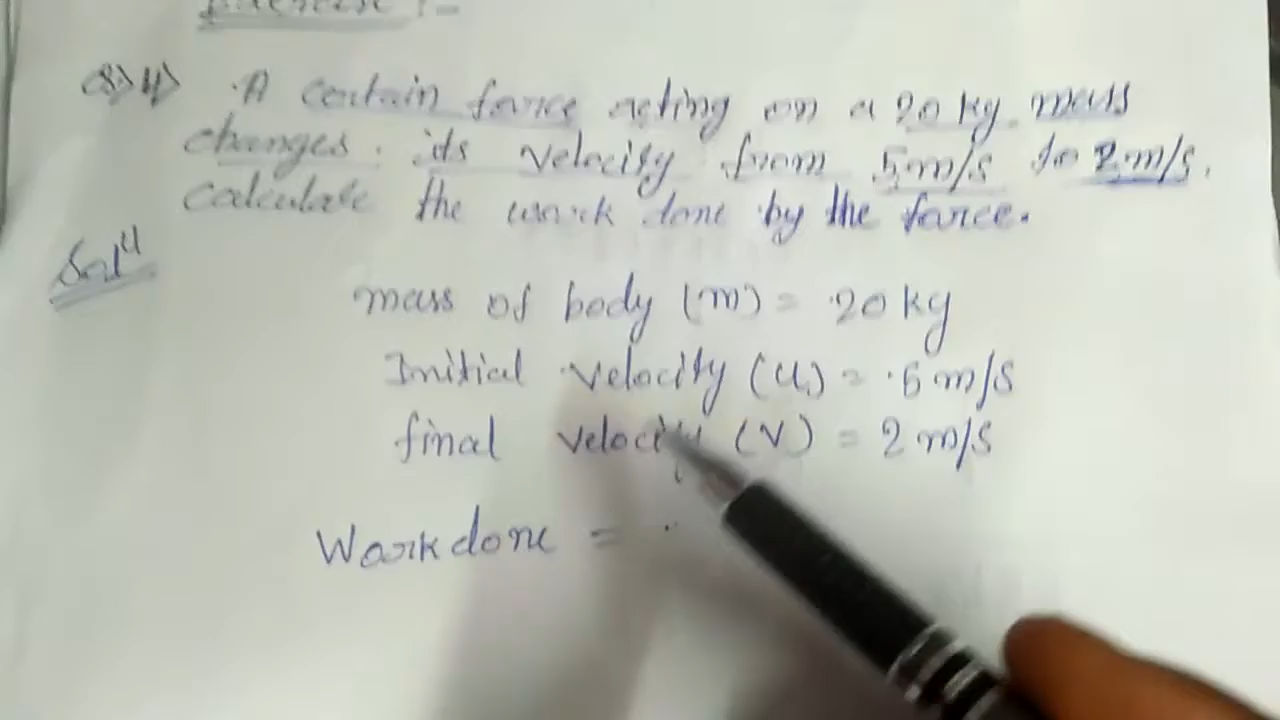 Exercise :-
Q)4) A certain force acting on a 20 kg mass
changes its velocity from 5m/s to 2m/s.
calculate the work done by the force.
Solⁿ
mass of body (m) = 20 kg
Initial velocity (u) = 5 m/s
final velocity (v) = 2 m/s
Work done =